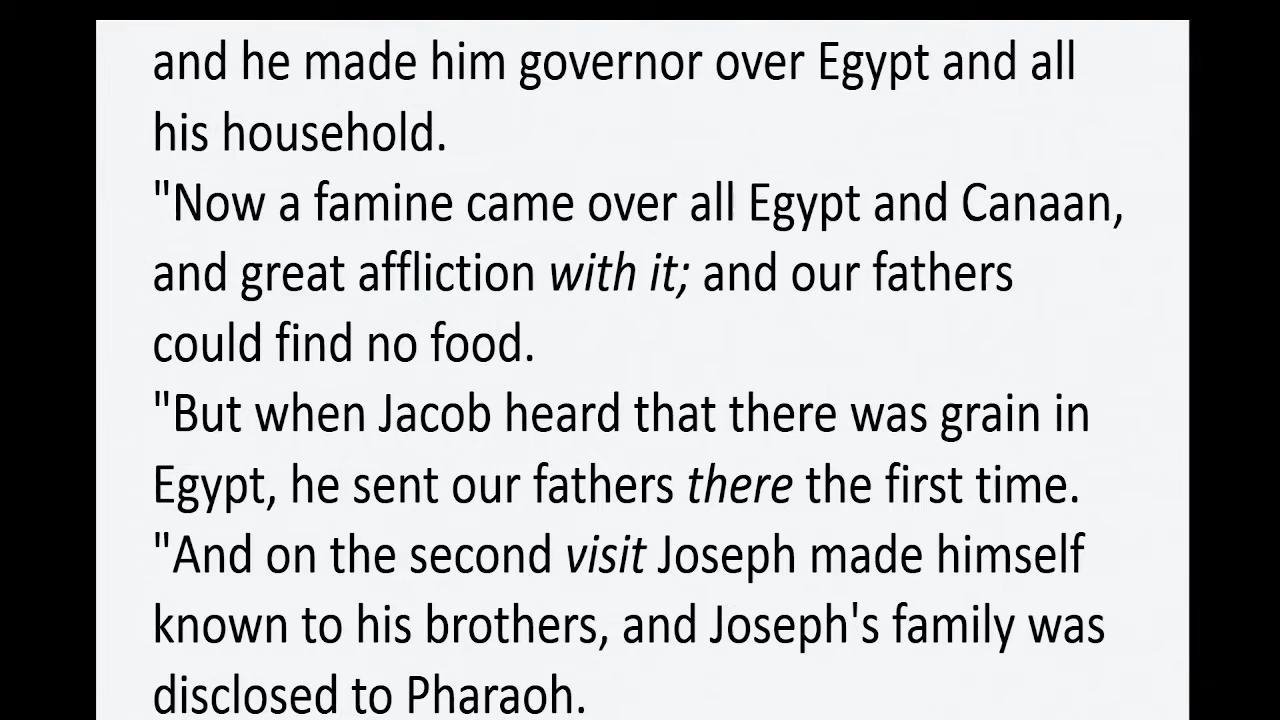 and he made him governor over Egypt and all
his household.
"Now a famine came over all Egypt and Canaan,
and great affliction with it; and our fathers
could find no food.
"But when Jacob heard that there was grain in
Egypt, he sent our fathers there the first time.
"And on the second visit Joseph made himself
known to his brothers, and Joseph's family was
disclosed to Pharaoh.